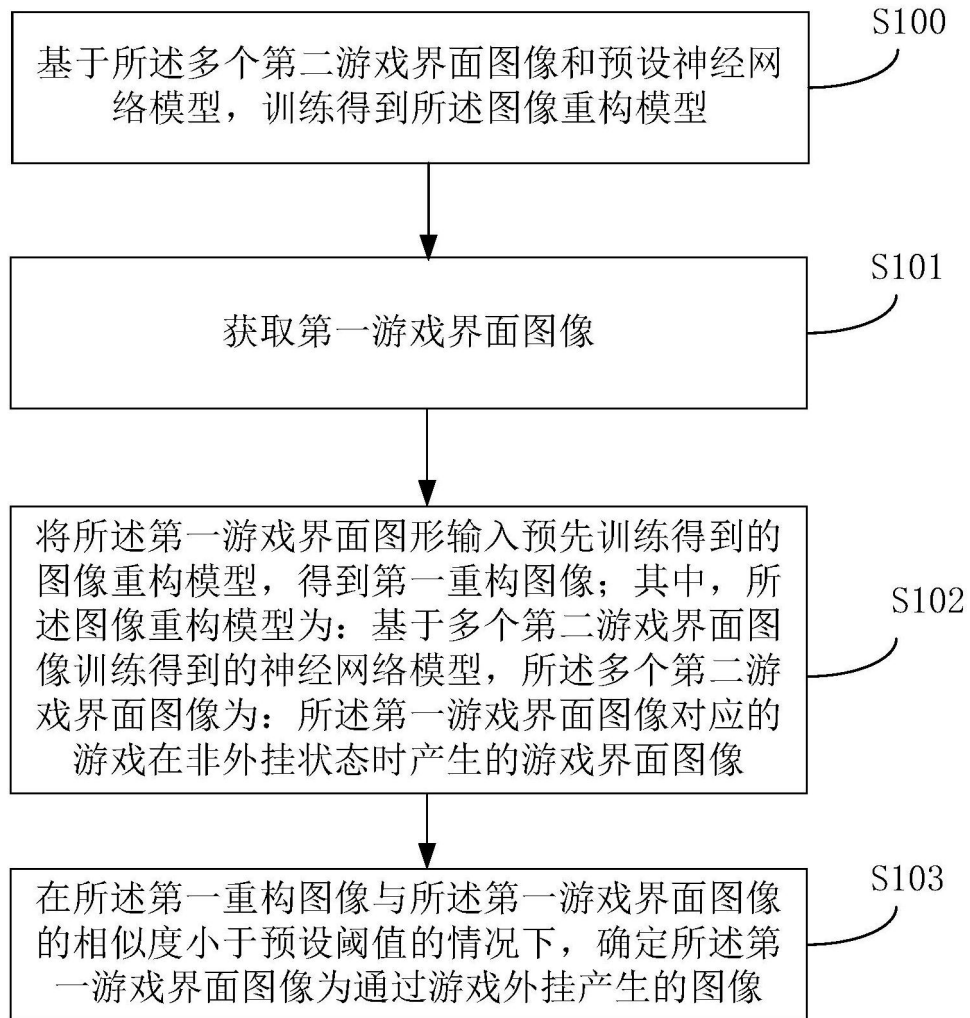 S100
基于所述多个第二游戏界面图像和预设神经网
络模型，训练得到所述图像重构模型
S101
获取第一游戏界面图像
将所述第一游戏界面图形输入预先训练得到的
图像重构模型，得到第一重构图像；其中，所
述图像重构模型为：基于多个第二游戏界面图
像训练得到的神经网络模型，所述多个第二游
戏界面图像为：所述第一游戏界面图像对应的
游戏在非外挂状态时产生的游戏界面图像
S102
在所述第一重构图像与所述第一游戏界面图像
的相似度小于预设阈值的情况下，确定所述第
一游戏界面图像为通过游戏外挂产生的图像
S103